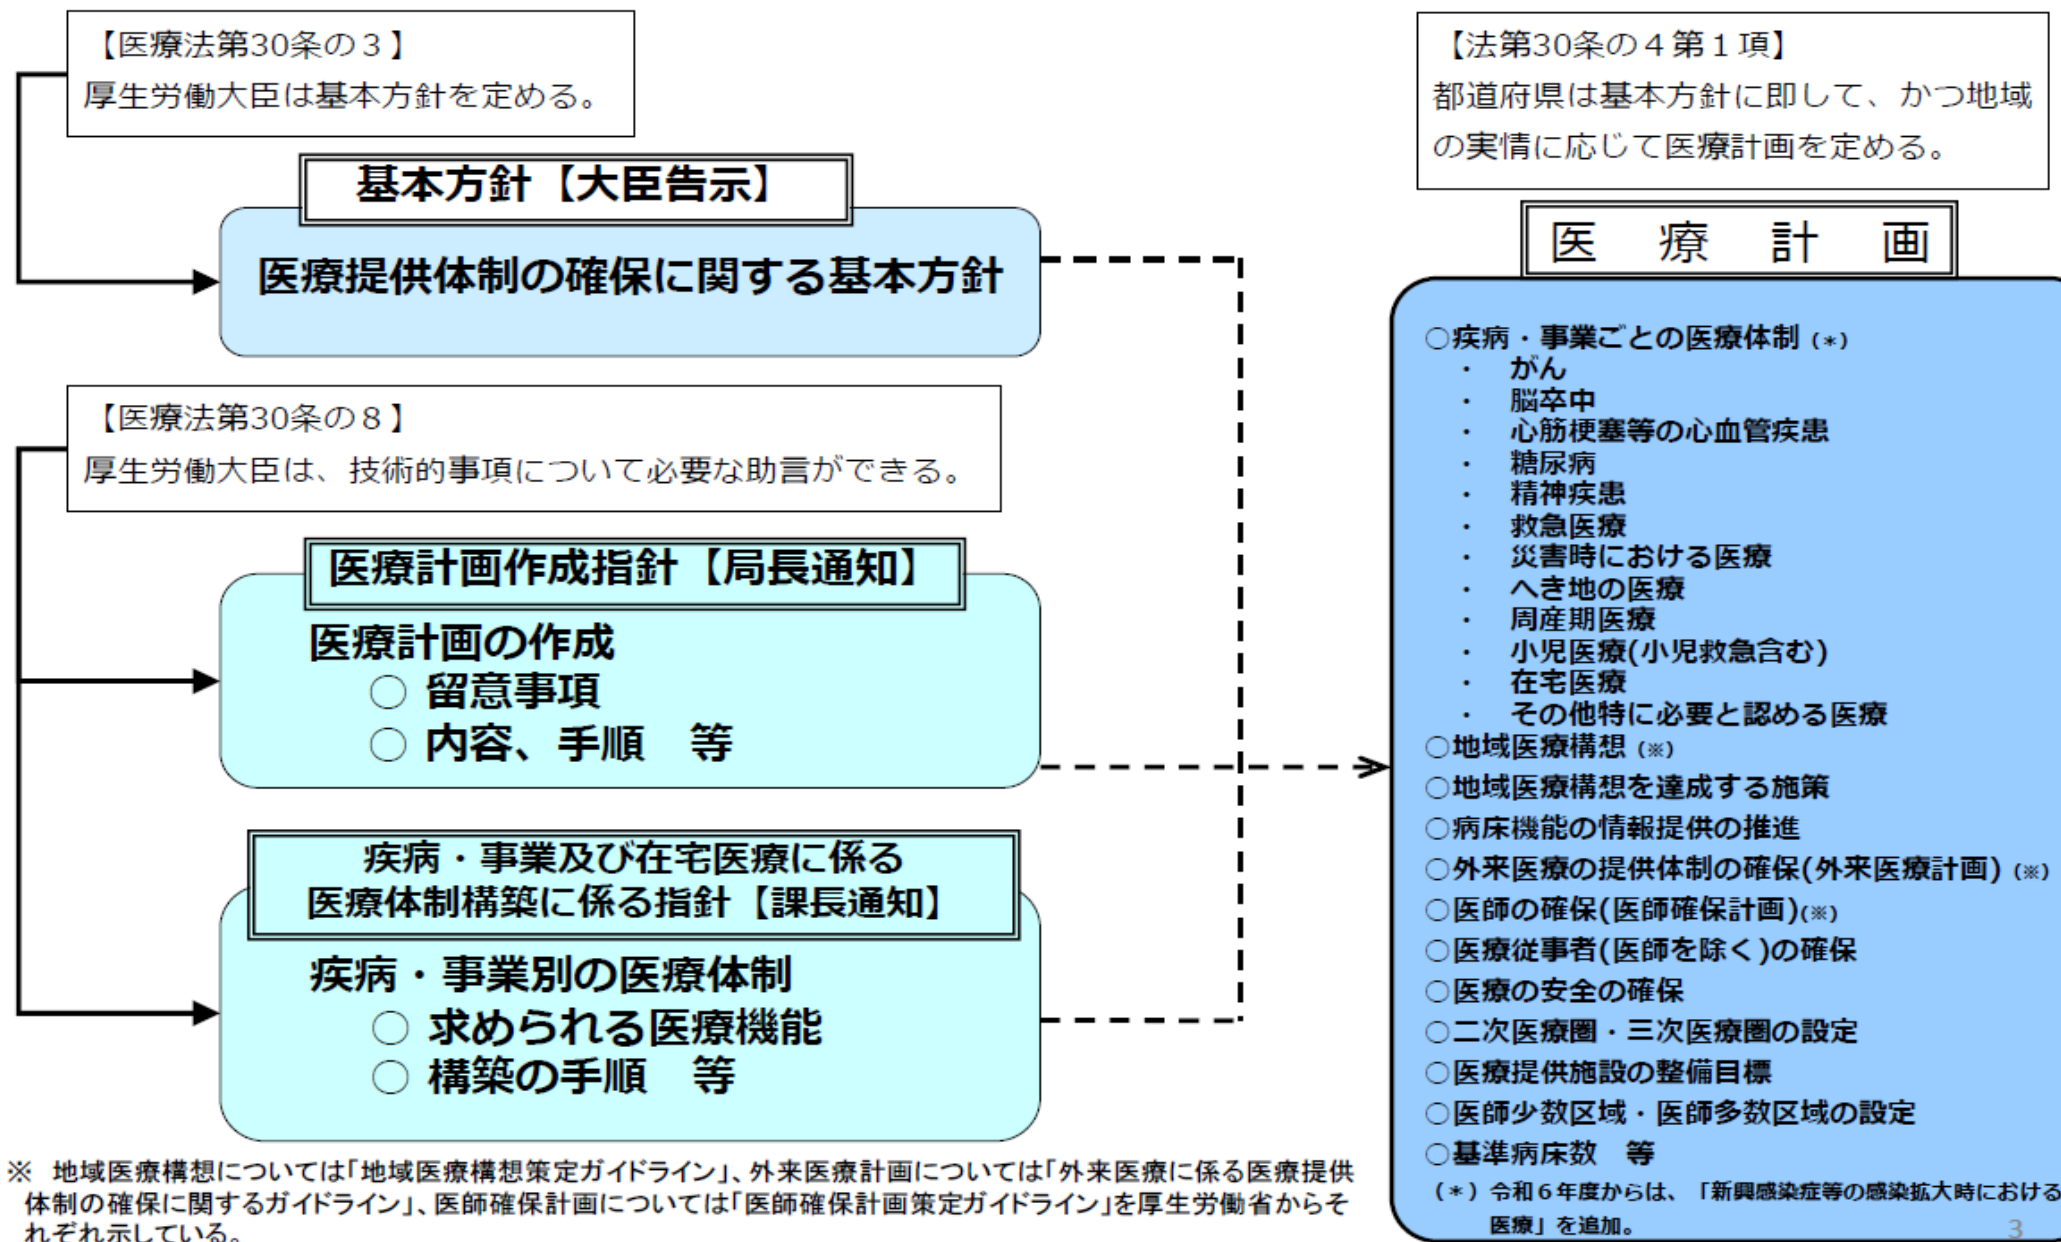 【医療法第30条の３】
厚生労働大臣は基本方針を定める。
基本方針【大臣告示】
医療提供体制の確保に関する基本方針
【医療法第30条の８】
厚生労働大臣は、技術的事項について必要な助言ができる。
医療計画作成指針【局長通知】
医療計画の作成
○ 留意事項
○ 内容、手順　等
疾病・事業及び在宅医療に係る
医療体制構築に係る指針【課長通知】
疾病・事業別の医療体制
○ 求められる医療機能
○ 構築の手順　等
※　地域医療構想については「地域医療構想策定ガイドライン」、外来医療計画については「外来医療に係る医療提供
体制の確保に関するガイドライン」、医師確保計画については「医師確保計画策定ガイドライン」を厚生労働省からそ
れぞれ示している。
【法第30条の４第１項】
都道府県は基本方針に即して、かつ地域
の実情に応じて医療計画を定める。
医　療　計　画
○疾病・事業ごとの医療体制（*）
・　がん
・　脳卒中
・　心筋梗塞等の心血管疾患
・　糖尿病
・　精神疾患
・　救急医療
・　災害時における医療
・　へき地の医療
・　周産期医療
・　小児医療(小児救急含む)
・　在宅医療
・　その他特に必要と認める医療
○地域医療構想（※）
○地域医療構想を達成する施策
○病床機能の情報提供の推進
○外来医療の提供体制の確保(外来医療計画)（※）
○医師の確保(医師確保計画)(※)
○医療従事者(医師を除く)の確保
○医療の安全の確保
○二次医療圏・三次医療圏の設定
○医療提供施設の整備目標
○医師少数区域・医師多数区域の設定
○基準病床数　等
（*）令和６年度からは、「新興感染症等の感染拡大時における
医療」を追加。
3